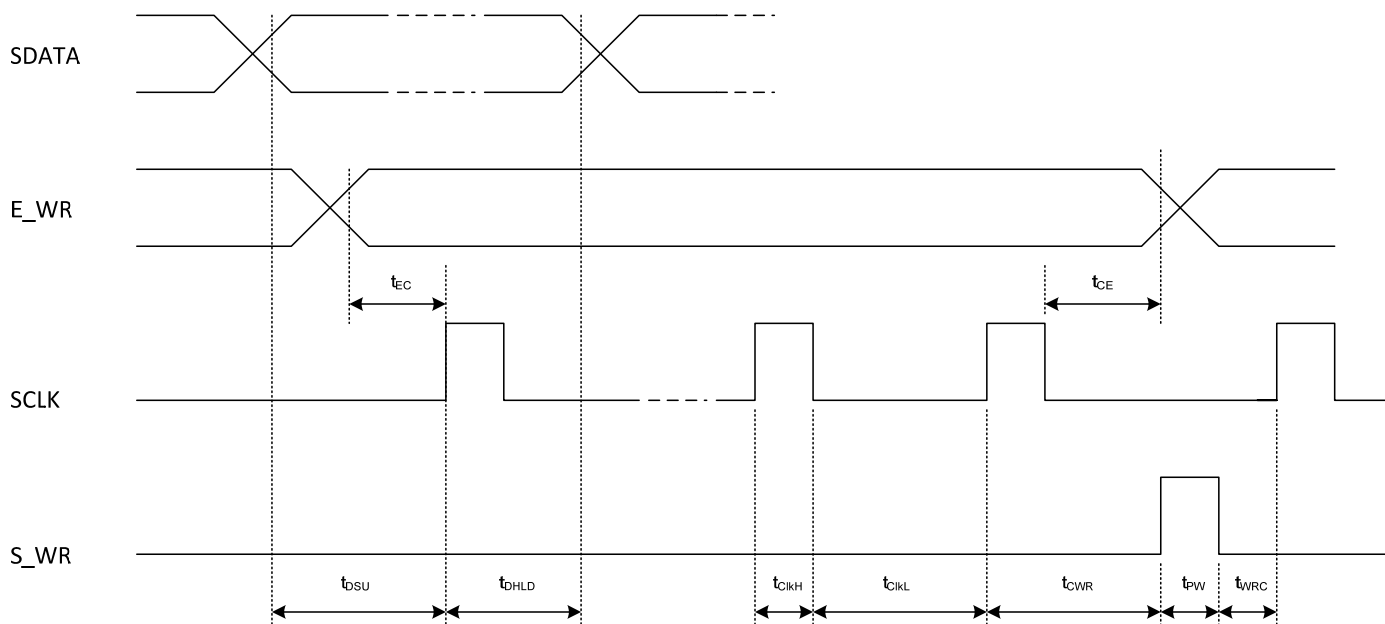 SDATA
E_WR
tEC
tCE
SCLK
S_WR
tDSU
tDHLD
tClkH
tClkL
tCWR
tPW
tWRC